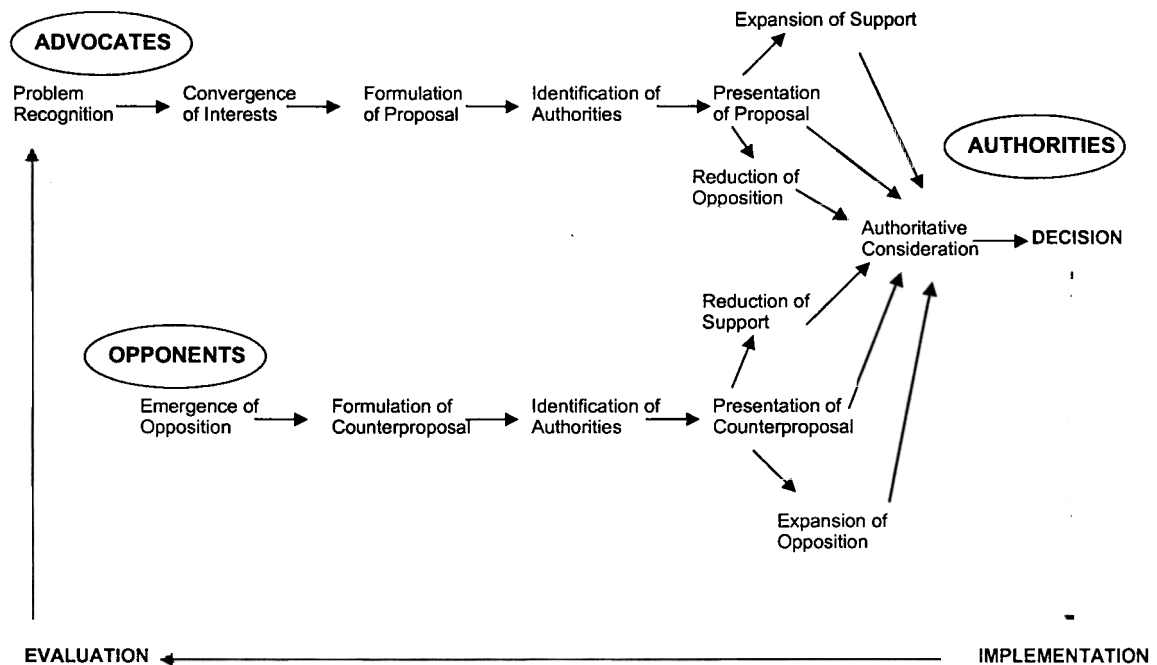 Expansion of Support
ADVOCATES
Problem
Recognition
Convergence
of Interests
Formulation
of Proposal
Identification of
Authorities
Presentation
of Proposal
AUTHORITIES
Reduction of
Opposition
Authoritative
Consideration
DECISION
Reduction of
Support
OPPONENTS
Emergence of
Opposition
Formulation of
Counterproposal
Identification of
Authorities
Presentation of
Counterproposal
Expansion of
Opposition
EVALUATION
IMPLEMENTATION